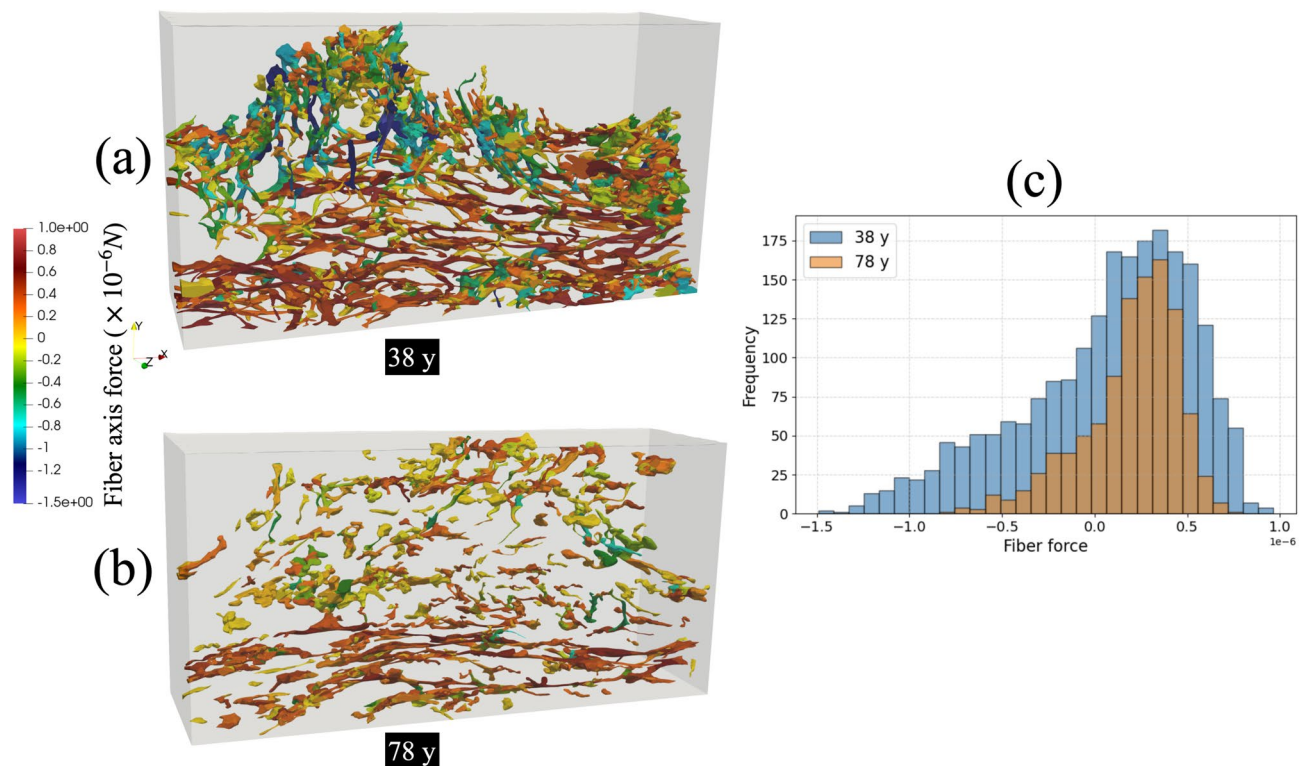 (a)
1.0e+00
0.8
0.6
0.4
0.2
0
-0.2
-0.4
-0.6
-0.8
-1
-1.2
-1.5e+00
Fiber axis force (× 10⁻⁶N)
Y
X
Z
38 y
(b)
78 y
(c)
38 y
78 y
Frequency
175
150
125
100
75
50
25
0
−1.5
−1.0
−0.5
0.0
0.5
1.0
1e−6
Fiber force